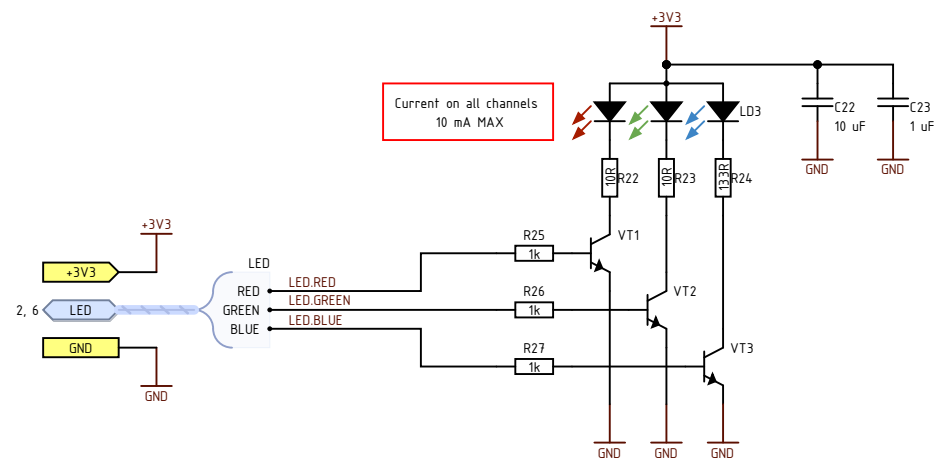 +3V3
Current on all channels
10 mA MAX
LD3
C22
10 uF
C23
1 uF
GND
GND
10R
R22
10R
R23
133R
R24
+3V3
+3V3
2, 6
LED
GND
GND
LED
RED
GREEN
BLUE
LED.RED
LED.GREEN
LED.BLUE
R25
1k
VT1
R26
1k
VT2
R27
1k
VT3
GND
GND
GND